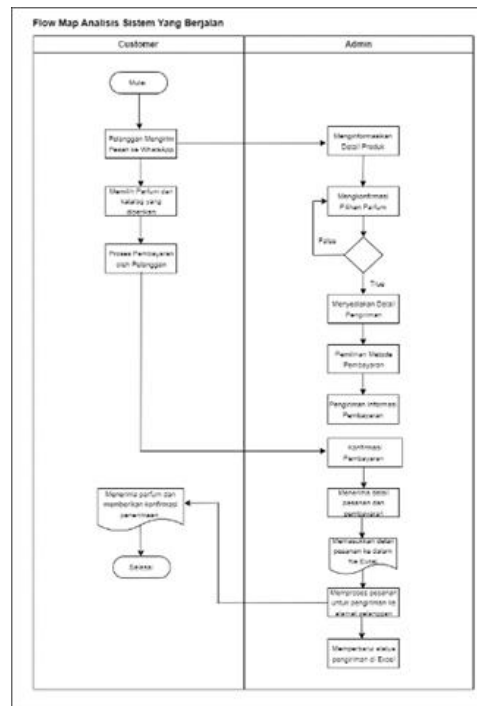 Flow Map Analisis Sistem Yang Berjalan
Customer
Admin
Mulai
Pelanggan Mengirim
Pesan ke WhatsApp
Menginformasikan
Detail Produk
Memilih Parfum dari
katalog yang
diberikan
Mengkonfirmasi
Pilihan Parfum
False
Proses Pembayaran
oleh Pelanggan
True
Menyediakan Detail
Pengiriman
Pemilihan Metode
Pembayaran
Pengiriman Informasi
Pembayaran
Konfirmasi
Pembayaran
Menerima parfum dan
memberikan konfirmasi
penerimaan
Menerima detail
pesanan dan
pembayaran
Memasukkan detail
pesanan ke dalam
file Excel
Selesai
Memproses pesanan
untuk pengiriman ke
alamat pelanggan
Memperbarui status
pengiriman di Excel